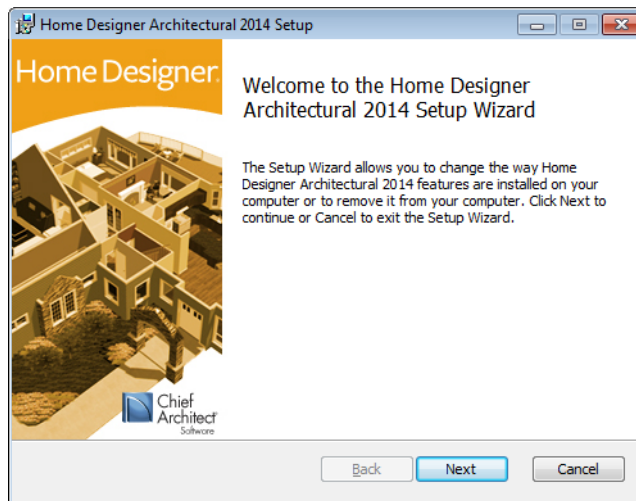 Home Designer Architectural 2014 Setup
Home Designer.
Welcome to the Home Designer
Architectural 2014 Setup Wizard
The Setup Wizard allows you to change the way Home
Designer Architectural 2014 features are installed on your
computer or to remove it from your computer. Click Next to
continue or Cancel to exit the Setup Wizard.
Chief
Architect
Software
Back Next Cancel